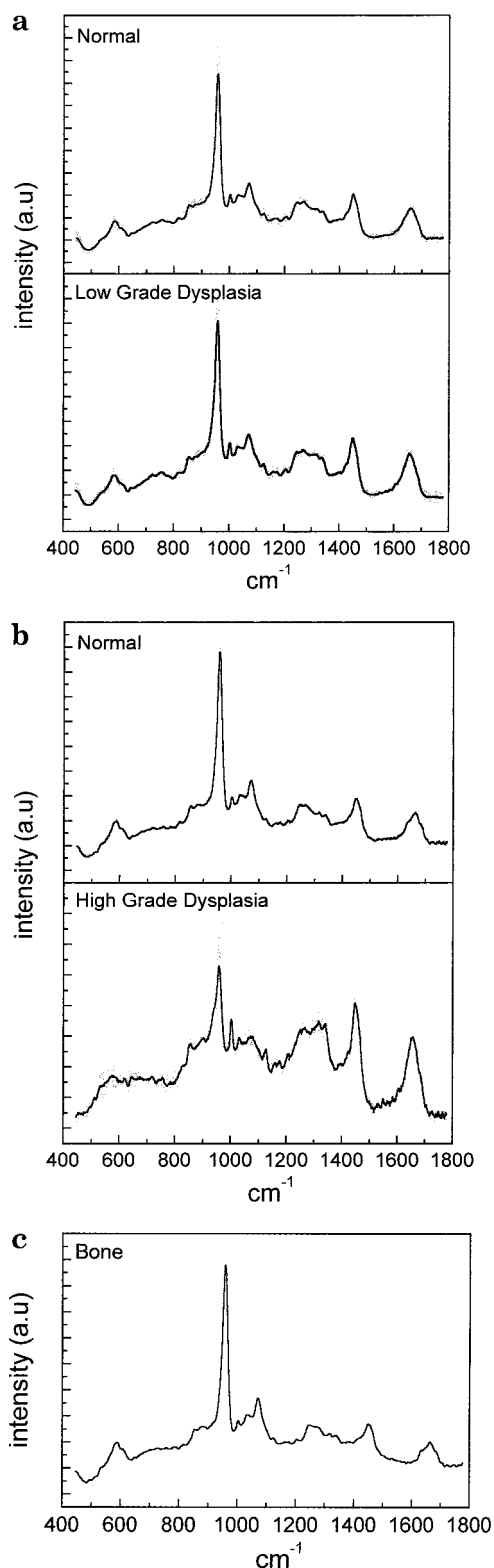 a
Normal
intensity (a.u)
Low Grade Dysplasia
400 600 800 1000 1200 1400 1600 1800
cm-1
b
Normal
intensity (a.u)
High Grade Dysplasia
400 600 800 1000 1200 1400 1600 1800
cm-1
c
Bone
intensity (a.u)
400 600 800 1000 1200 1400 1600 1800
cm-1